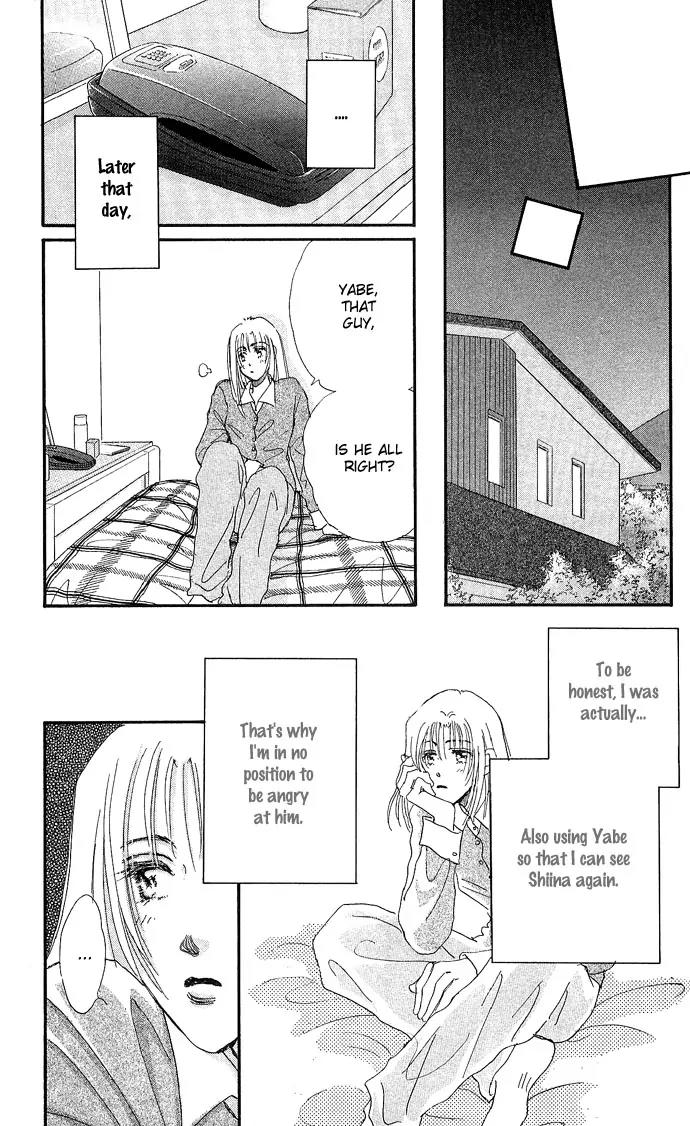 ....
Later
that
day,
YABE,
THAT
GUY,
IS HE ALL
RIGHT?
To be
honest, I was
actually...
Also using Yabe
so that I can see
Shiina again.
That's why
I'm in no
position to
be angry
at him.
...